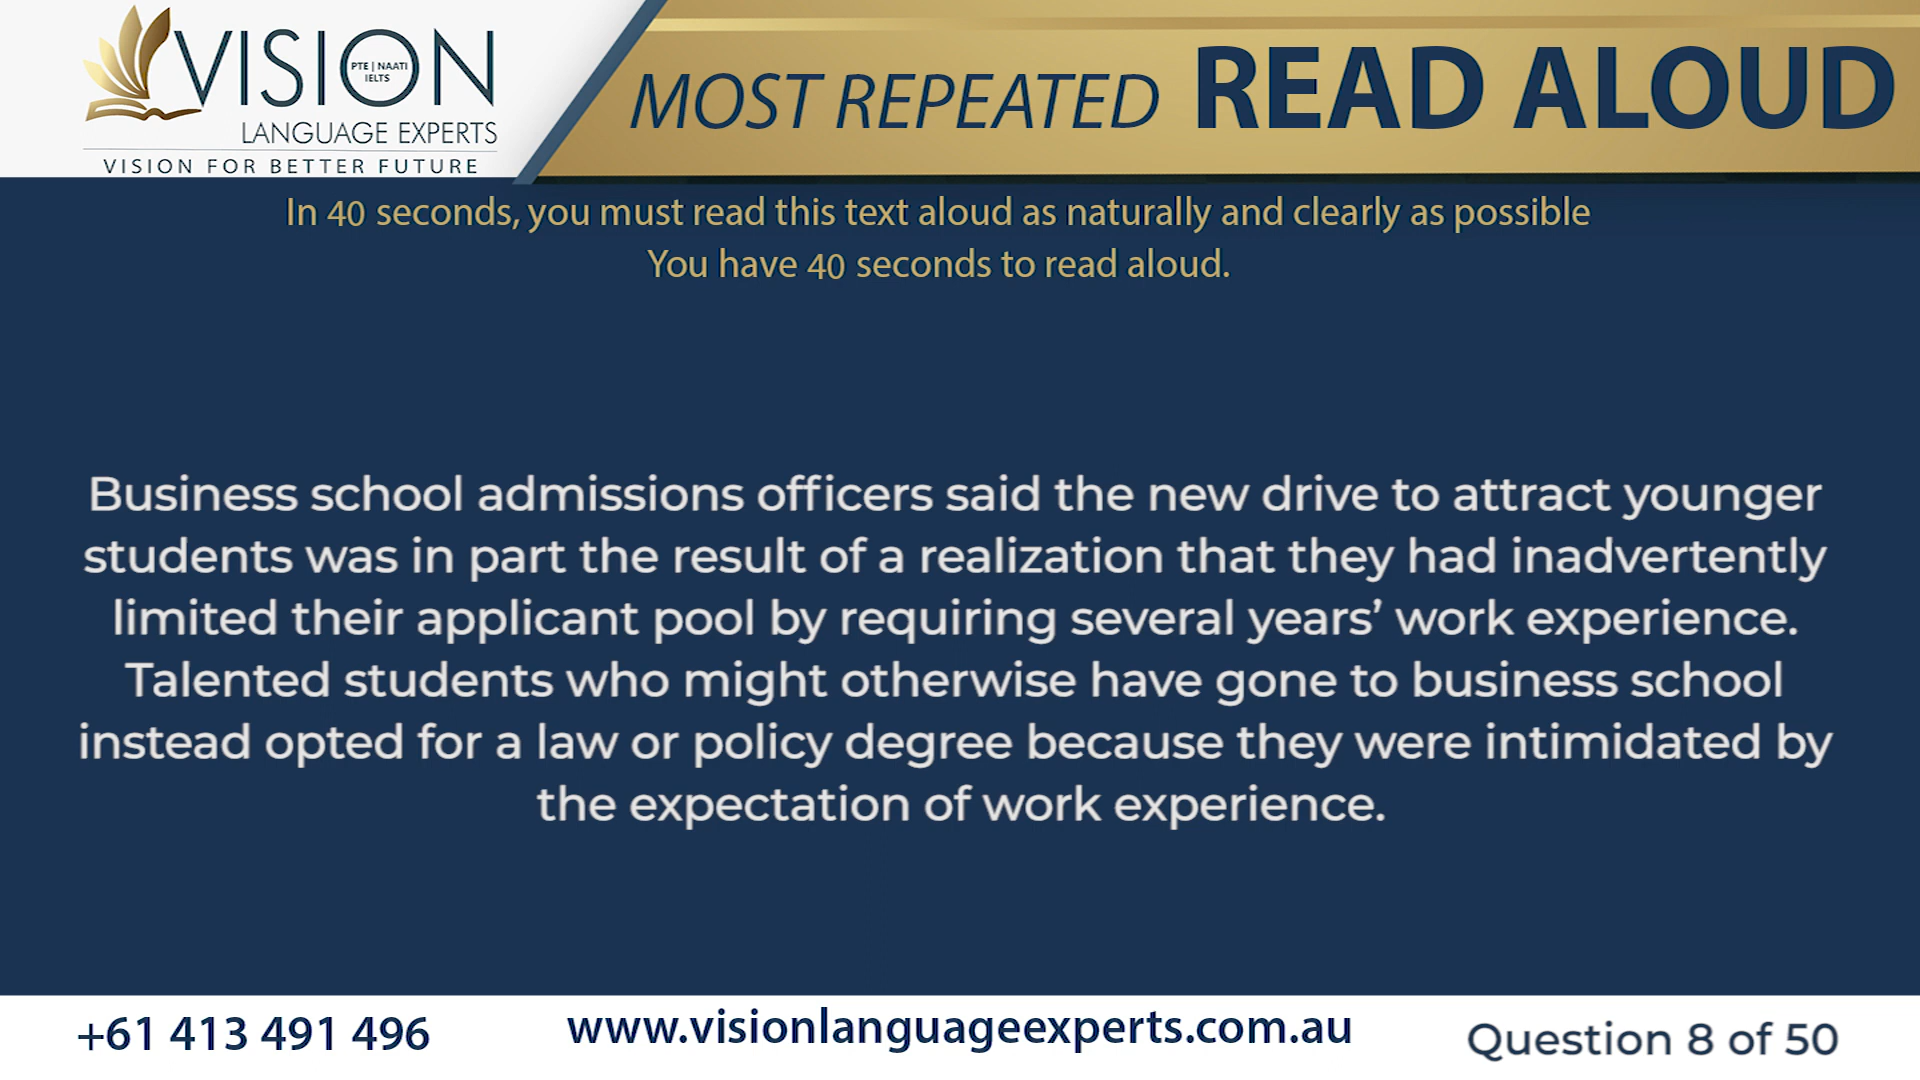 VISION
PTE | NAATI
IELTS
LANGUAGE EXPERTS
VISION FOR BETTER FUTURE
MOST REPEATED READ ALOUD
In 40 seconds, you must read this text aloud as naturally and clearly as possible
You have 40 seconds to read aloud.
Business school admissions officers said the new drive to attract younger
students was in part the result of a realization that they had inadvertently
limited their applicant pool by requiring several years’ work experience.
Talented students who might otherwise have gone to business school
instead opted for a law or policy degree because they were intimidated by
the expectation of work experience.
+61 413 491 496
www.visionlanguageexperts.com.au
Question 8 of 50